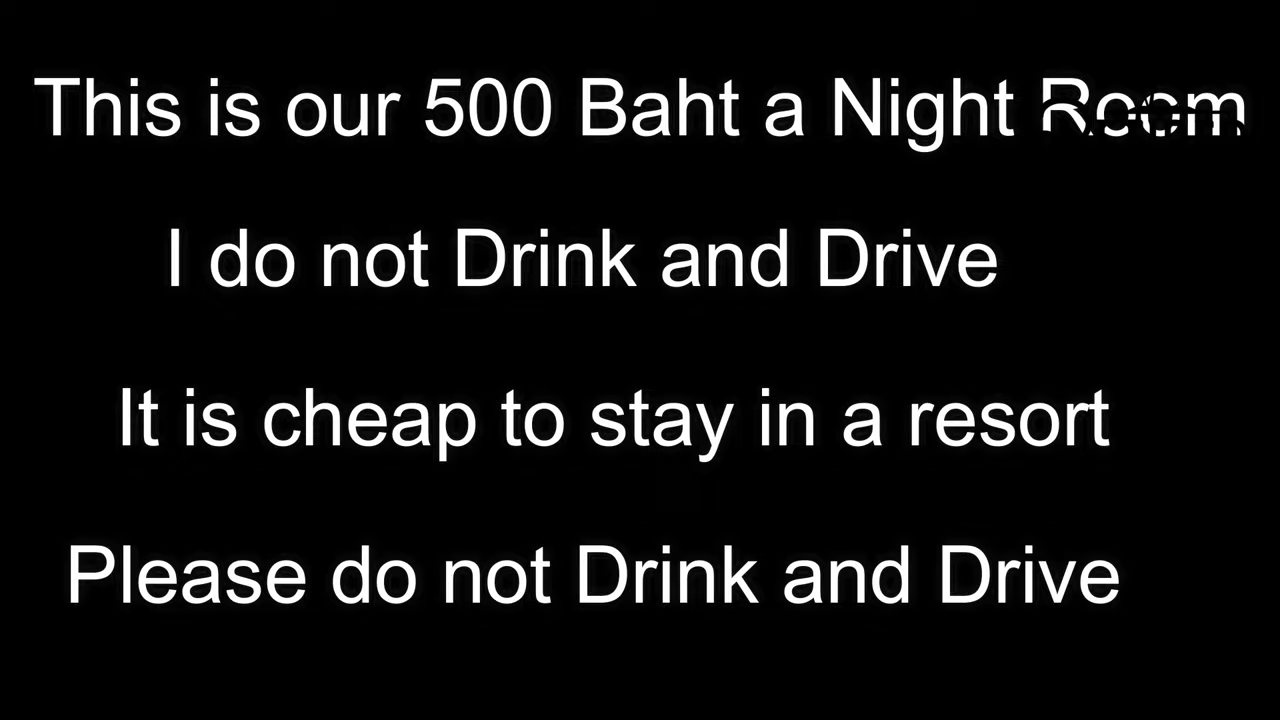 This is our 500 Baht a Night Room
I do not Drink and Drive
It is cheap to stay in a resort
Please do not Drink and Drive